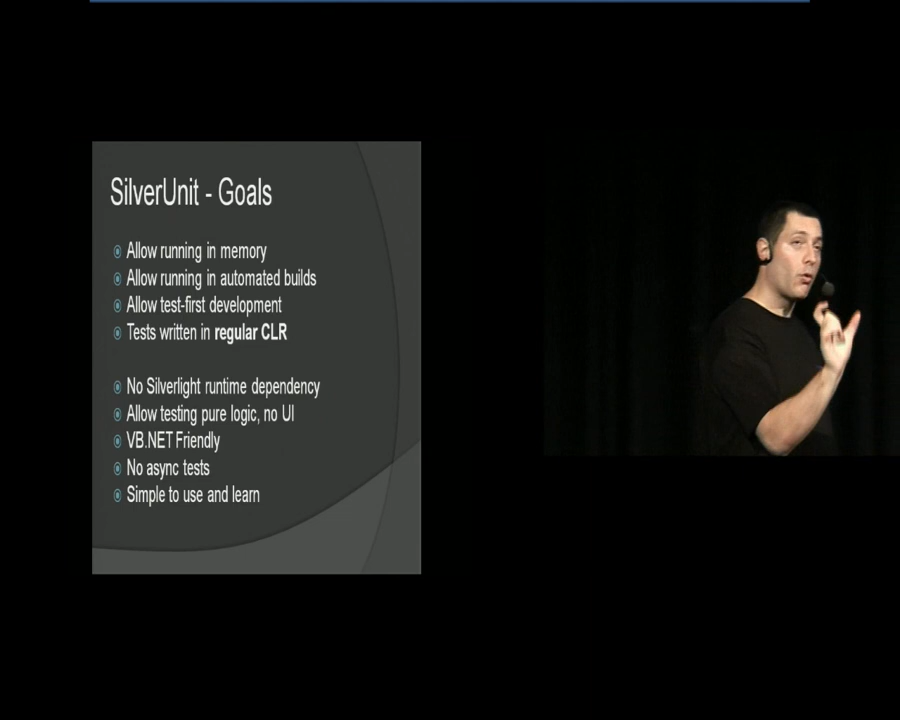 SilverUnit - Goals
Allow running in memory
Allow running in automated builds
Allow test-first development
Tests written in regular CLR
No Silverlight runtime dependency
Allow testing pure logic, no UI
VB.NET Friendly
No async tests
Simple to use and learn